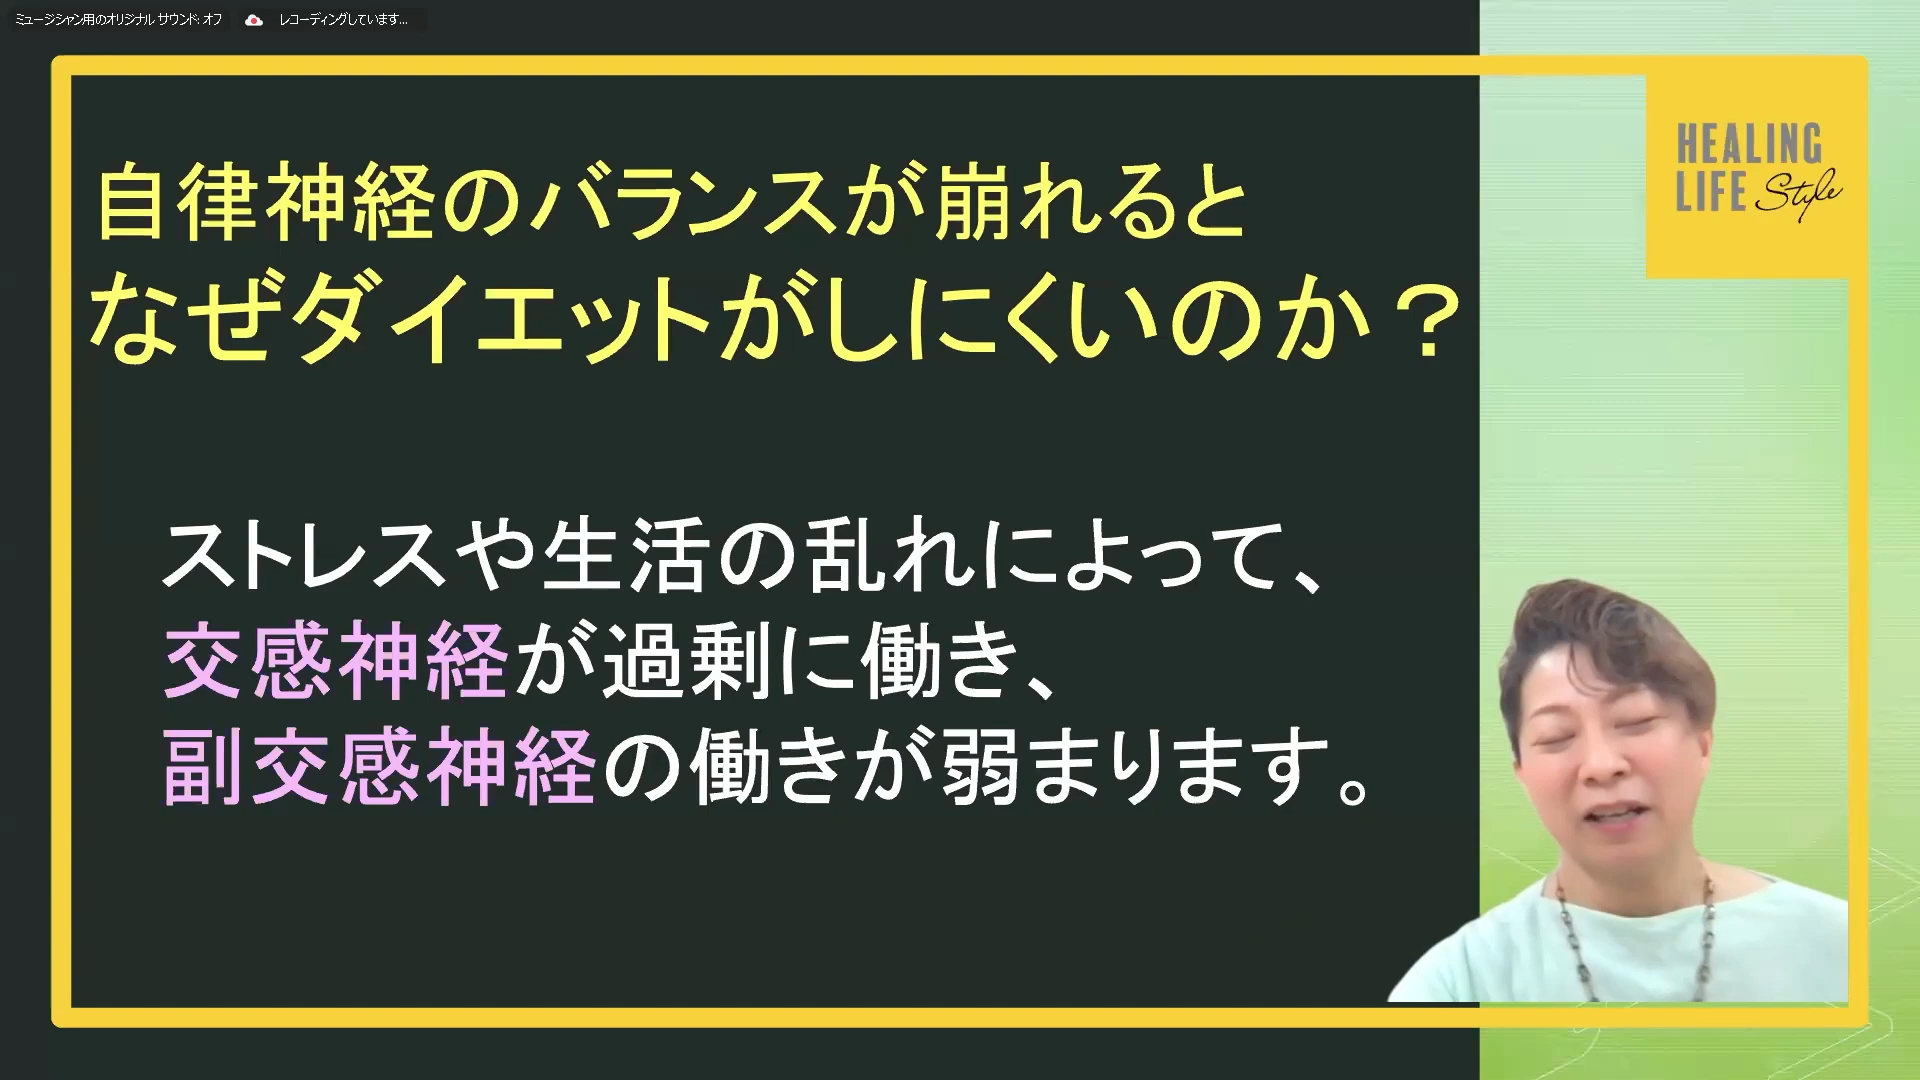 ミュージシャン用のオリジナル サウンド: オフ
レコーディングしています...
HEALING
LIFE Style
自律神経のバランスが崩れると
なぜダイエットがしにくいのか？
ストレスや生活の乱れによって、
交感神経が過剰に働き、
副交感神経の働きが弱まります。